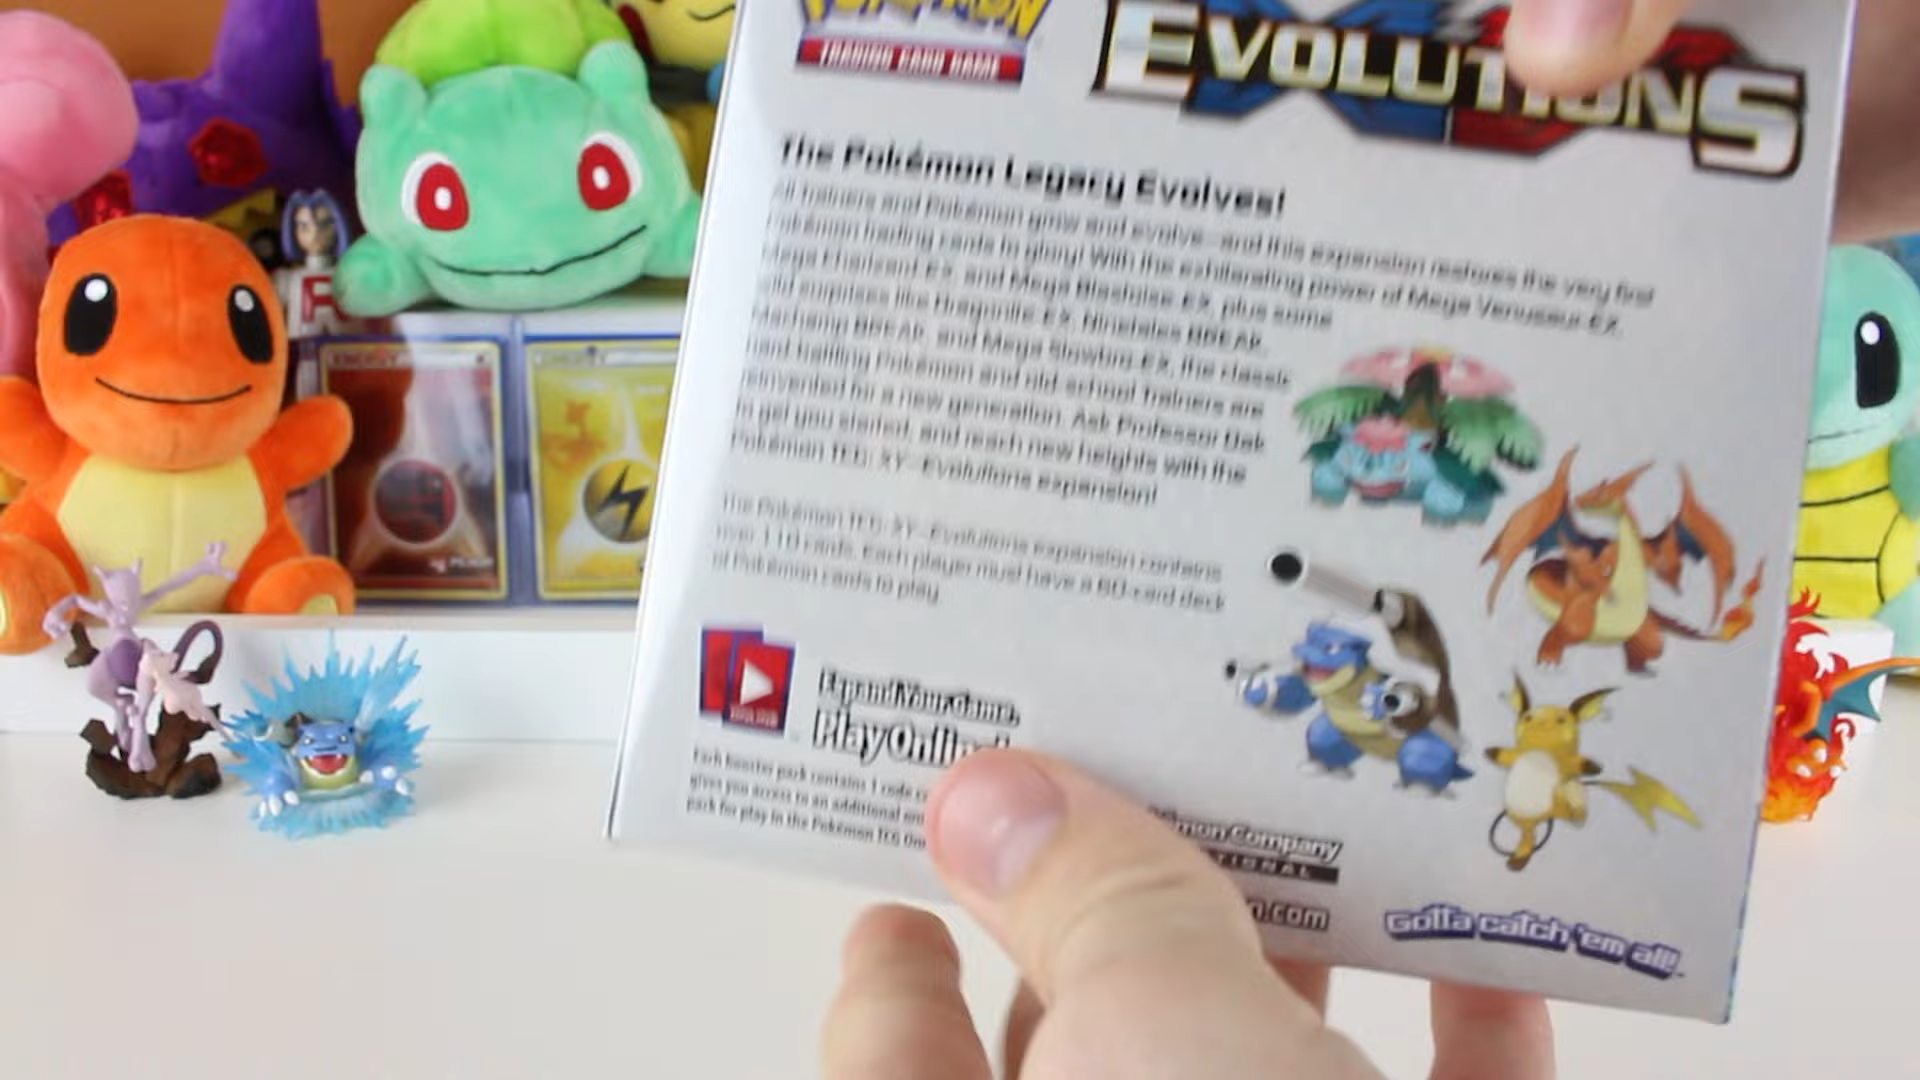 POKÉMON
TRADING CARD GAME
EVOLUTIONS
The Pokémon Legacy Evolves!
All Trainers and Pokémon grow and evolve—and this expansion restores the very first
Pokémon trading cards to glory! With the exhilarating power of Mega Venusaur-EX,
Mega Charizard-EX, and Mega Blastoise-EX, plus some
wild surprises like Dragonite-EX, Ninetales BREAK,
Machamp BREAK, and Mega Slowbro-EX, the classic
hard-battling Pokémon and old-school Trainers are
reinvented for a new generation. Ask Professor Oak
to get you started, and reach new heights with the
Pokémon TCG: XY—Evolutions expansion!
The Pokémon TCG: XY—Evolutions expansion contains
over 110 cards. Each player must have a 60-card deck
of Pokémon cards to play.
Expand Your Game.
Play Online!
Each booster pack contains 1 code
gives you access to an additional
pack for play in the Pokémon TCG
Company
.com
Gotta catch 'em all!
ENERGY
ENERGY
R